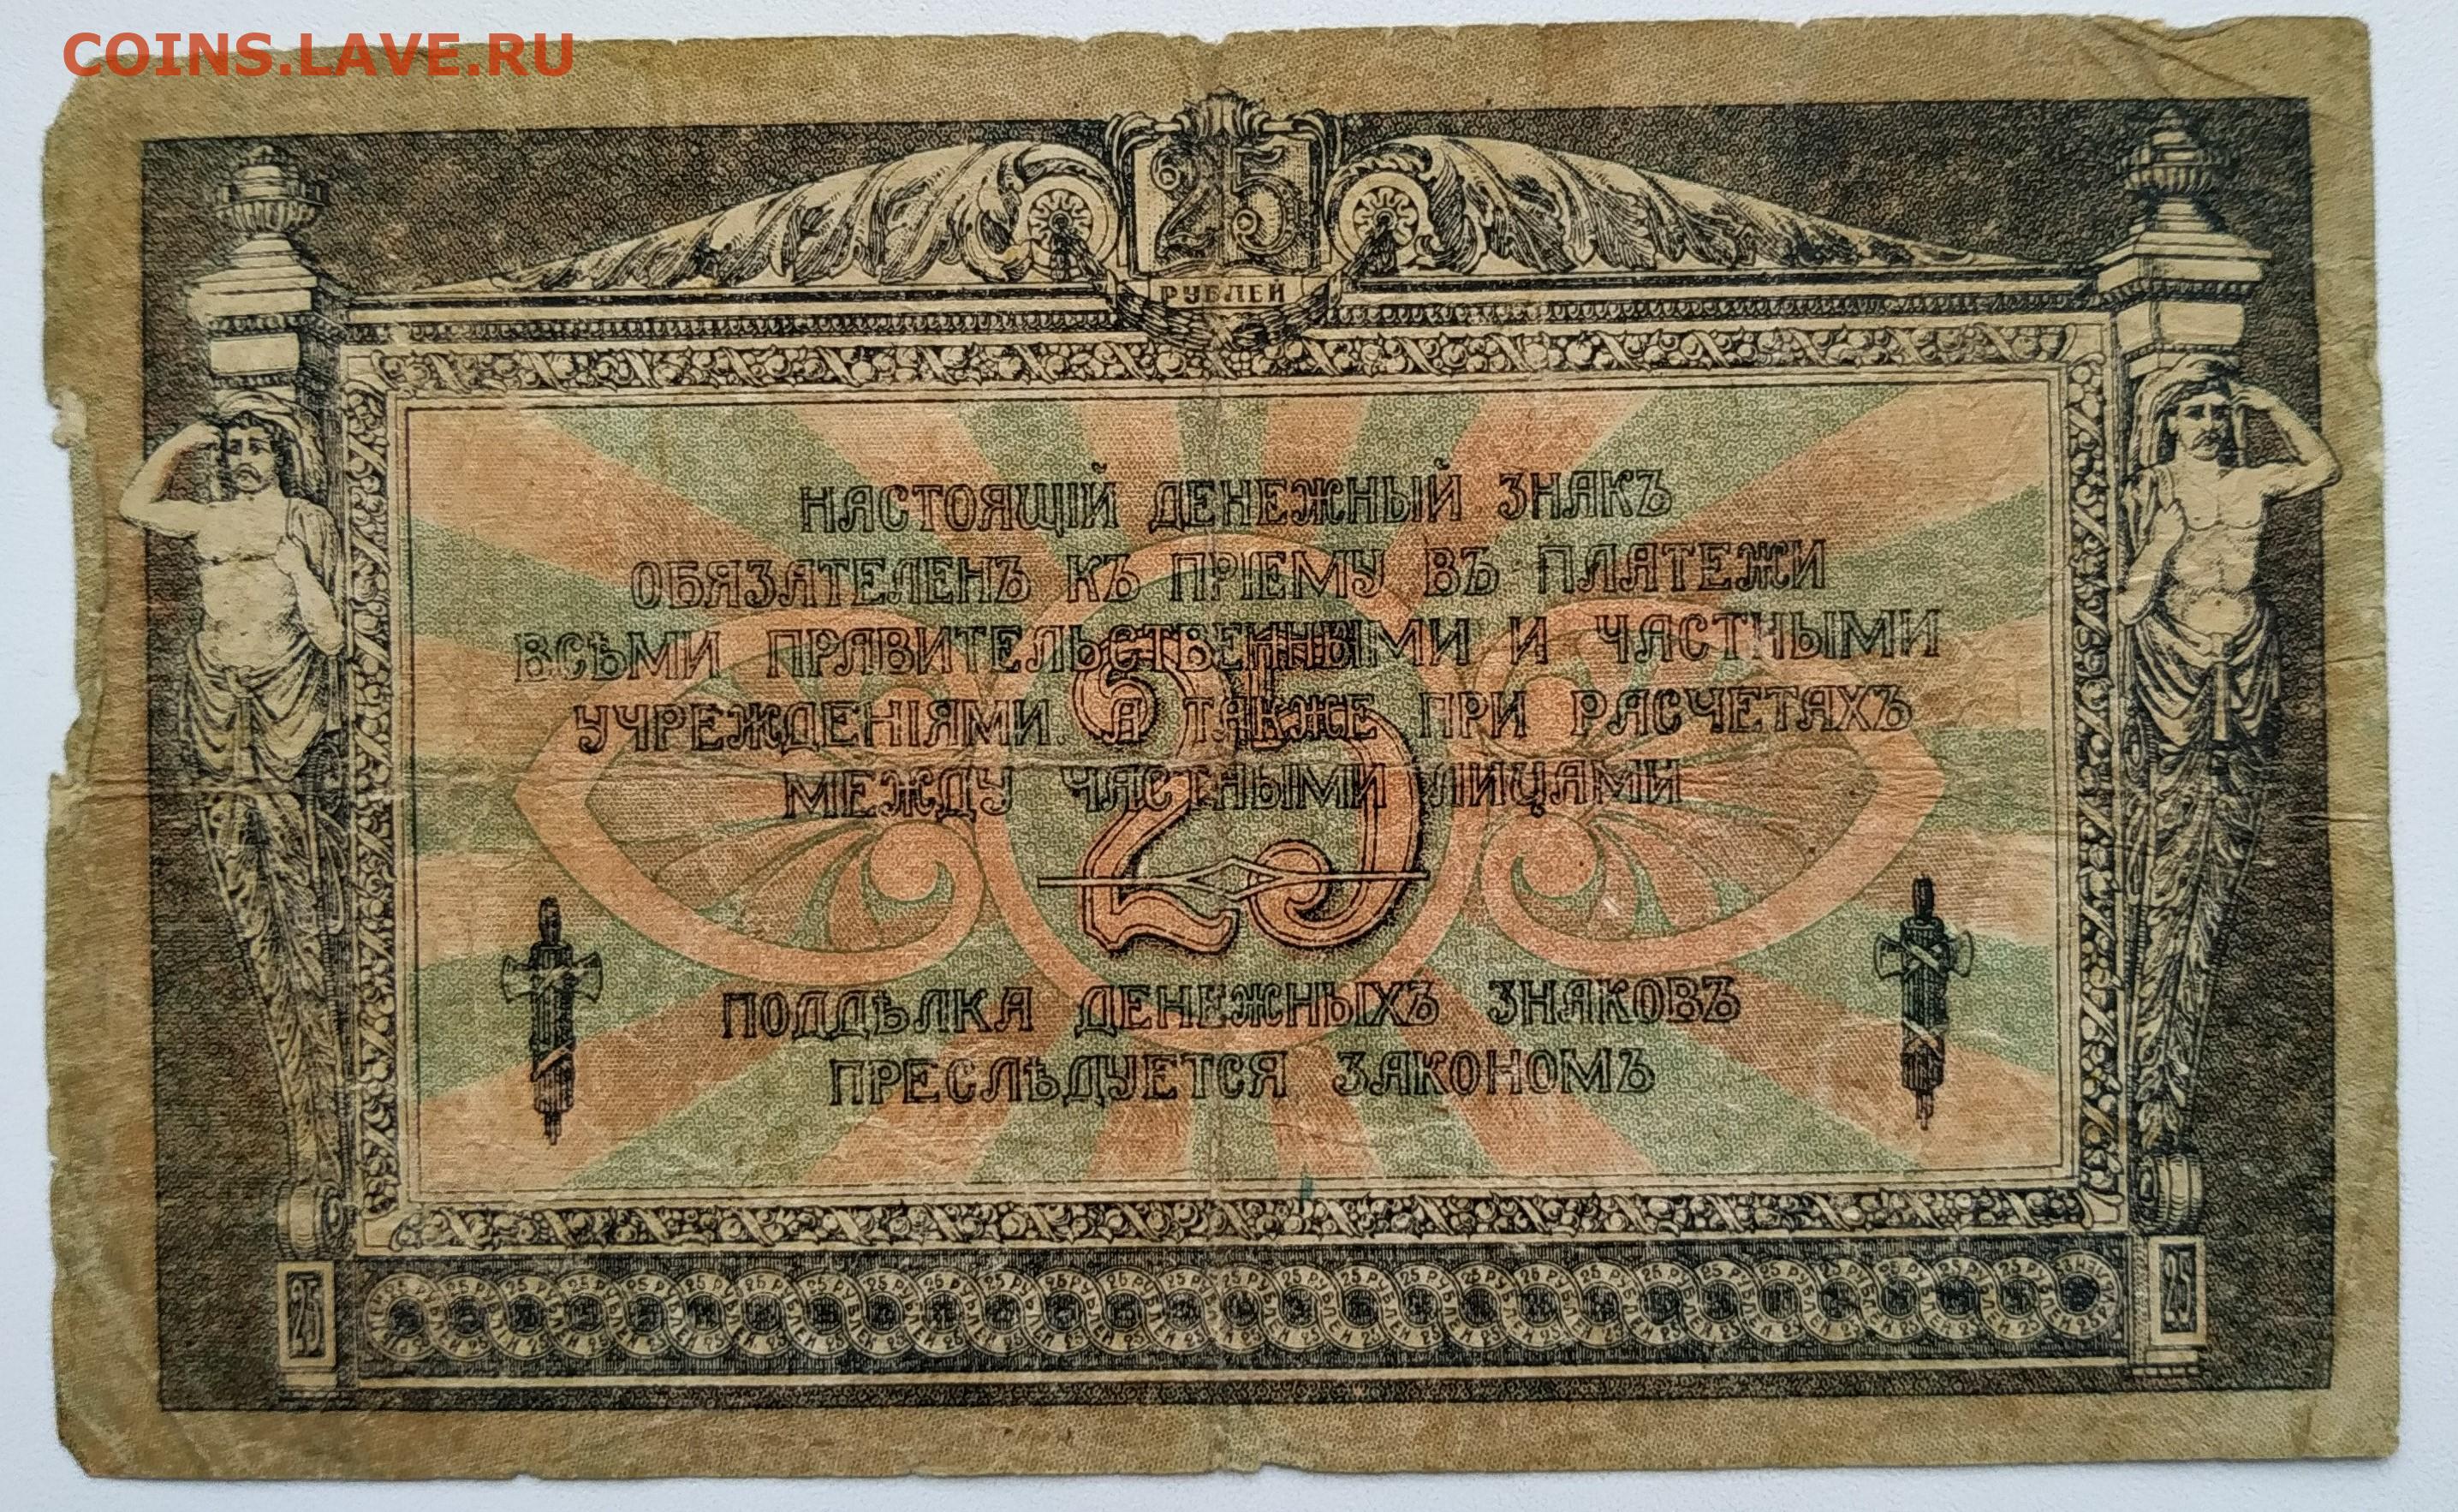 COINS.LAVE.RU
25
РУБЛЕЙ
НАСТОЯЩІЙ ДЕНЕЖНЫЙ ЗНАКЪ
ОБЯЗАТЕЛЕНЪ КЪ ПРІЕМУ ВЪ ПЛАТЕЖИ
ВСѢМИ ПРАВИТЕЛЬСТВЕННЫМИ И ЧАСТНЫМИ
УЧРЕЖДЕНІЯМИ. А ТАКЖЕ ПРИ РАСЧЕТАХЪ
МЕЖДУ ЧАСТНЫМИ ЛИЦАМИ
25
ПОДДѢЛКА ДЕНЕЖНЫХЪ ЗНАКОВЪ
ПРЕСЛѢДУЕТСЯ ЗАКОНОМЪ
25
25